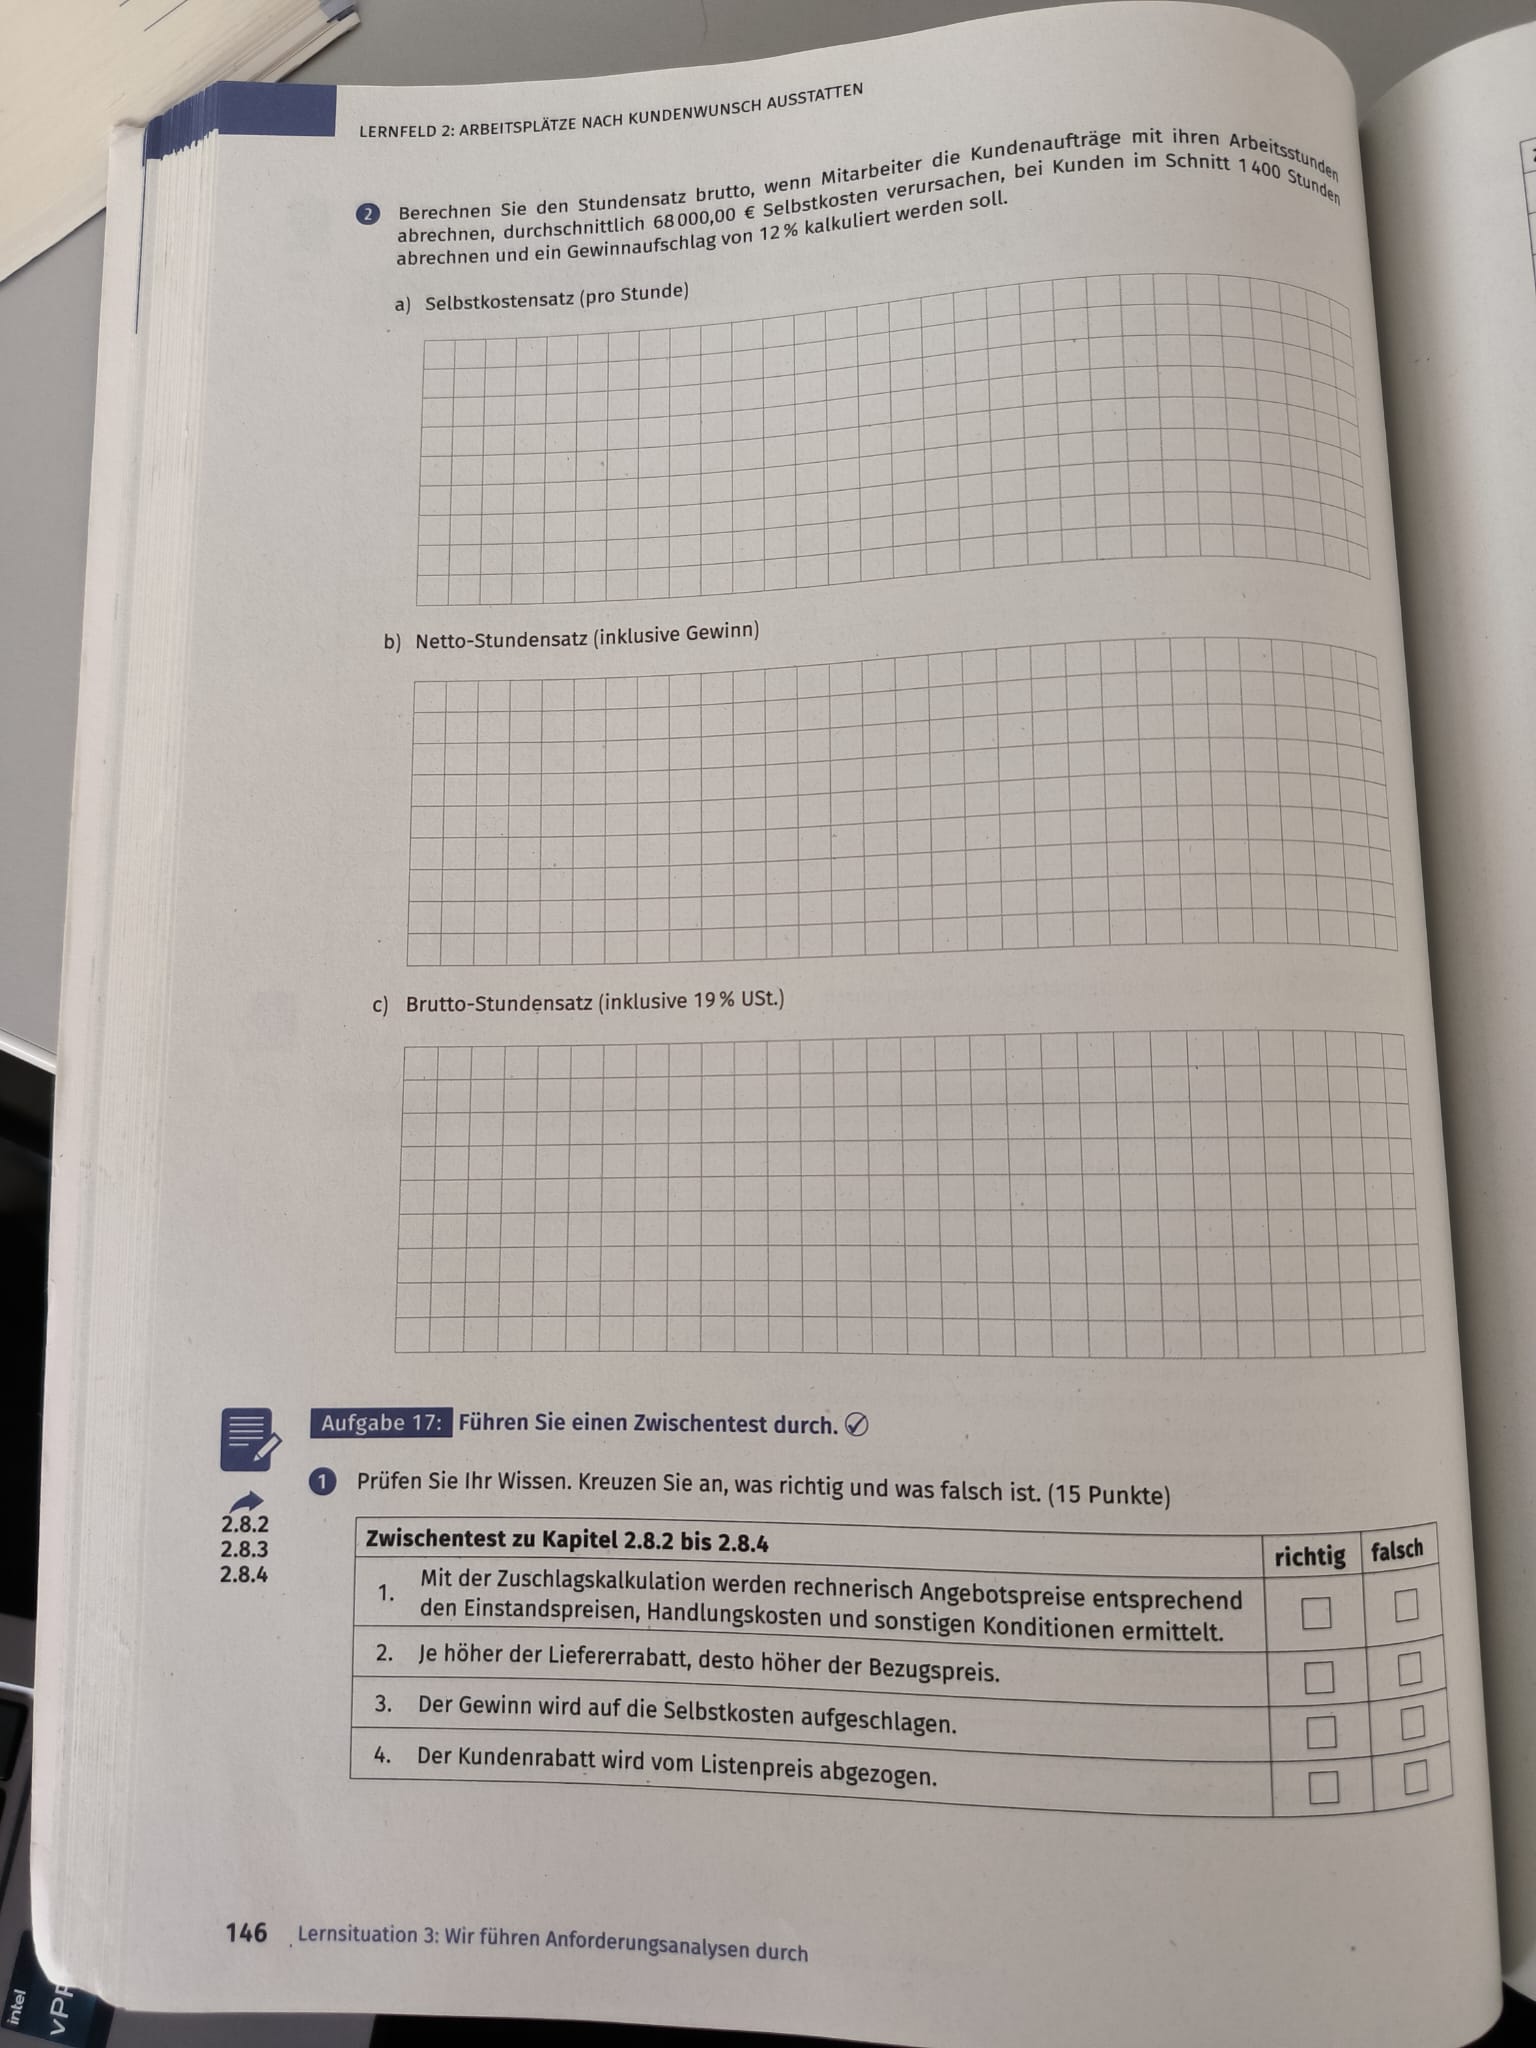 LERNFELD 2: ARBEITSPLÄTZE NACH KUNDENWUNSCH AUSSTATTEN
2 Berechnen Sie den Stundensatz brutto, wenn Mitarbeiter die Kundenaufträge mit ihren Arbeitsstunden
abrechnen, durchschnittlich 68 000,00 € Selbstkosten verursachen, bei Kunden im Schnitt 1 400 Stunden
abrechnen und ein Gewinnaufschlag von 12 % kalkuliert werden soll.
a) Selbstkostensatz (pro Stunde)
b) Netto-Stundensatz (inklusive Gewinn)
c) Brutto-Stundensatz (inklusive 19 % USt.)
Aufgabe 17: Führen Sie einen Zwischentest durch.
1 Prüfen Sie Ihr Wissen. Kreuzen Sie an, was richtig und was falsch ist. (15 Punkte)
2.8.2
2.8.3
2.8.4
Zwischentest zu Kapitel 2.8.2 bis 2.8.4 richtig falsch
1. Mit der Zuschlagskalkulation werden rechnerisch Angebotspreise entsprechend
den Einstandspreisen, Handlungskosten und sonstigen Konditionen ermittelt.
2. Je höher der Liefererrabatt, desto höher der Bezugspreis.
3. Der Gewinn wird auf die Selbstkosten aufgeschlagen.
4. Der Kundenrabatt wird vom Listenpreis abgezogen.
146 Lernsituation 3: Wir führen Anforderungsanalysen durch
intel